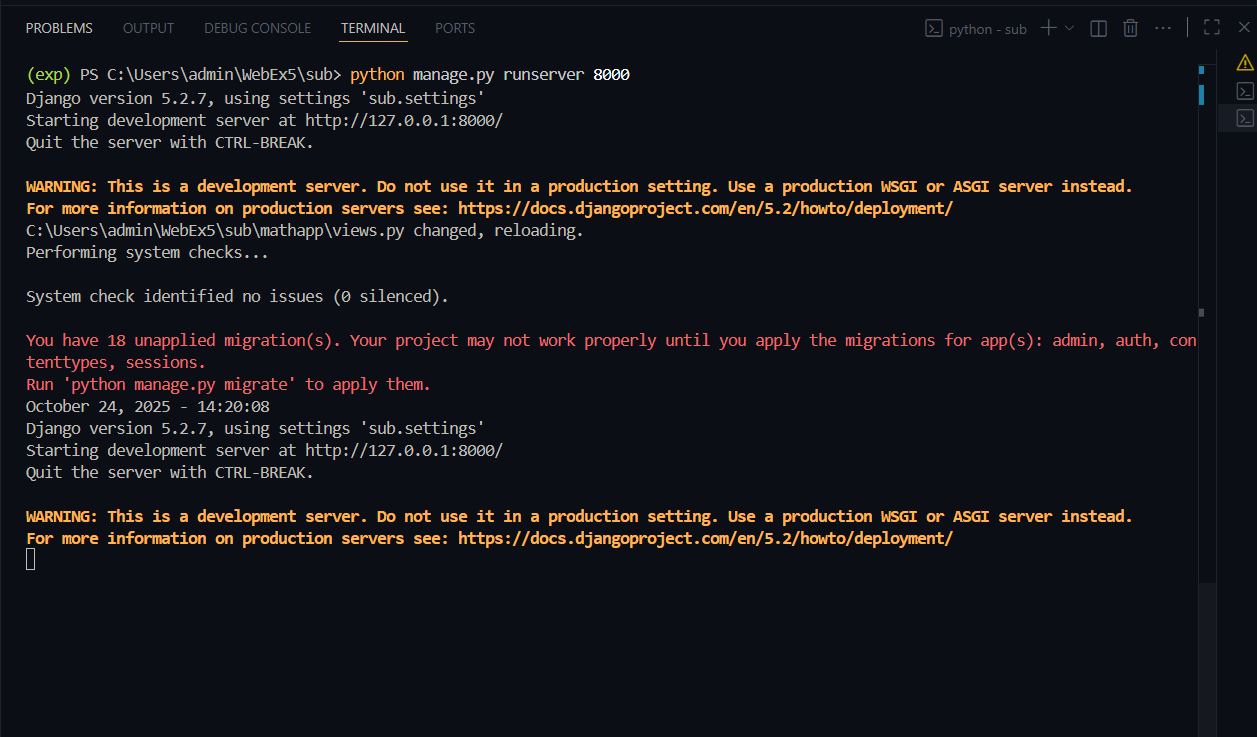 PROBLEMS OUTPUT DEBUG CONSOLE TERMINAL PORTS python - sub
(exp) PS C:\Users\admin\WebEx5\sub> python manage.py runserver 8000
Django version 5.2.7, using settings 'sub.settings'
Starting development server at http://127.0.0.1:8000/
Quit the server with CTRL-BREAK.
WARNING: This is a development server. Do not use it in a production setting. Use a production WSGI or ASGI server instead.
For more information on production servers see: https://docs.djangoproject.com/en/5.2/howto/deployment/
C:\Users\admin\WebEx5\sub\mathapp\views.py changed, reloading.
Performing system checks...
System check identified no issues (0 silenced).
You have 18 unapplied migration(s). Your project may not work properly until you apply the migrations for app(s): admin, auth, con
tenttypes, sessions.
Run 'python manage.py migrate' to apply them.
October 24, 2025 - 14:20:08
Django version 5.2.7, using settings 'sub.settings'
Starting development server at http://127.0.0.1:8000/
Quit the server with CTRL-BREAK.
WARNING: This is a development server. Do not use it in a production setting. Use a production WSGI or ASGI server instead.
For more information on production servers see: https://docs.djangoproject.com/en/5.2/howto/deployment/